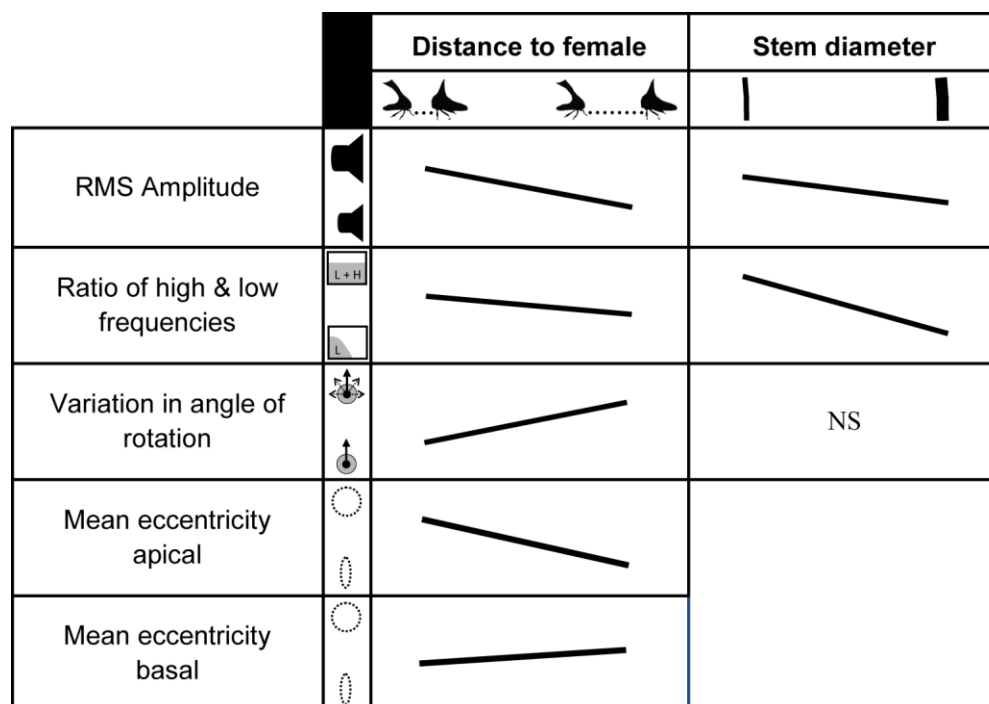 Distance to female
Stem diameter
RMS Amplitude
Ratio of high & low
frequencies
L + H
L
Variation in angle of
rotation
NS
Mean eccentricity
apical
Mean eccentricity
basal